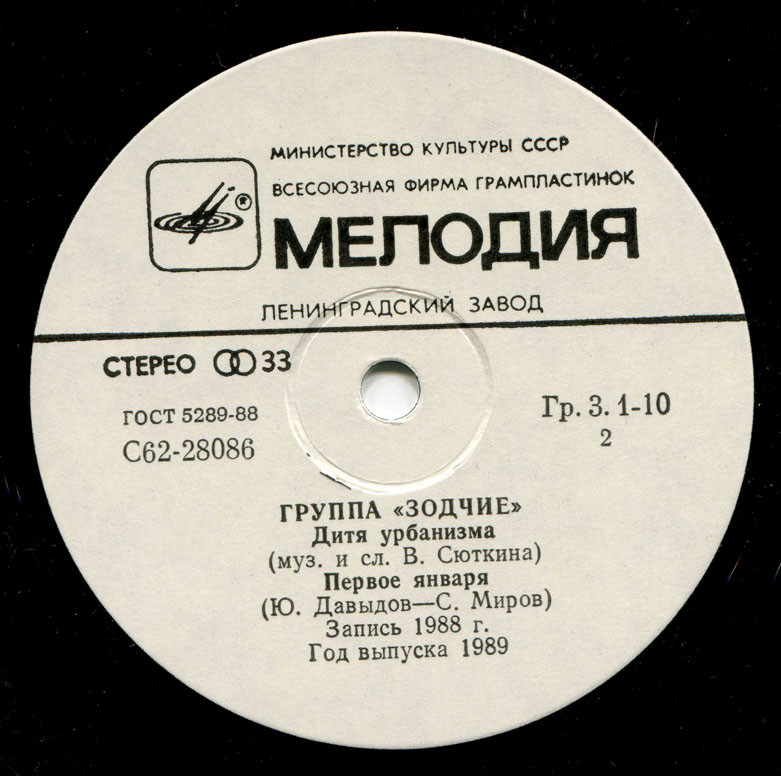 МИНИСТЕРСТВО КУЛЬТУРЫ СССР
ВСЕСОЮЗНАЯ ФИРМА ГРАМПЛАСТИНОК
®
МЕЛОДИЯ
ЛЕНИНГРАДСКИЙ ЗАВОД
СТЕРЕО 33
ГОСТ 5289-88
С62-28086
Гр. 3. 1-10
2
ГРУППА «ЗОДЧИЕ»
Дитя урбанизма
(муз. и сл. В. Сюткина)
Первое января
(Ю. Давыдов—С. Миров)
Запись 1988 г.
Год выпуска 1989